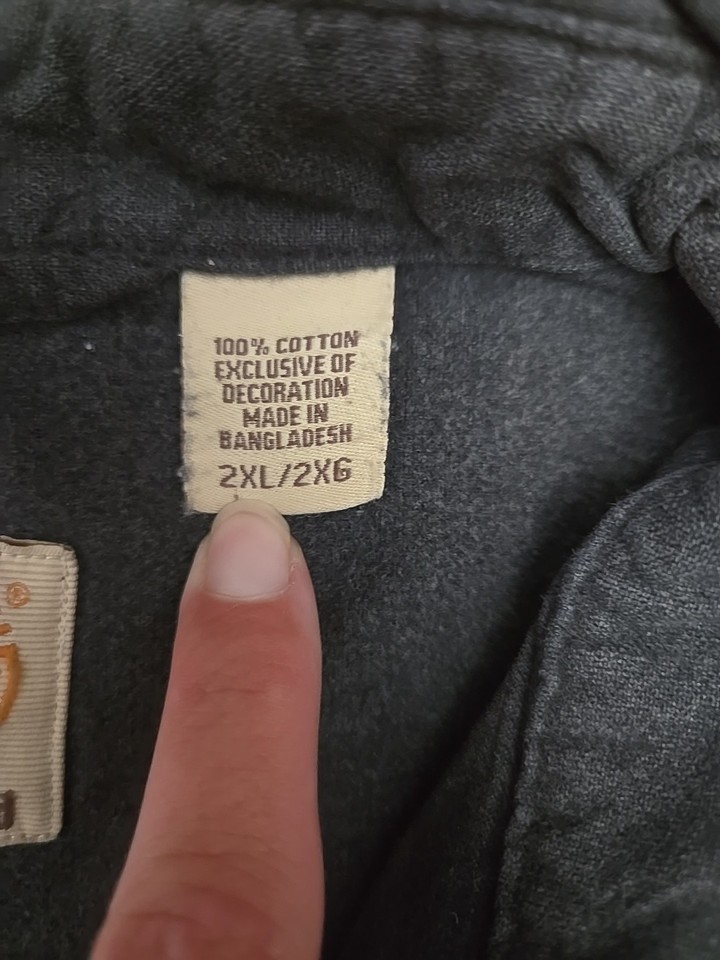 100% COTTON
EXCLUSIVE OF
DECORATION
MADE IN
BANGLADESH
2XL/2XG
®